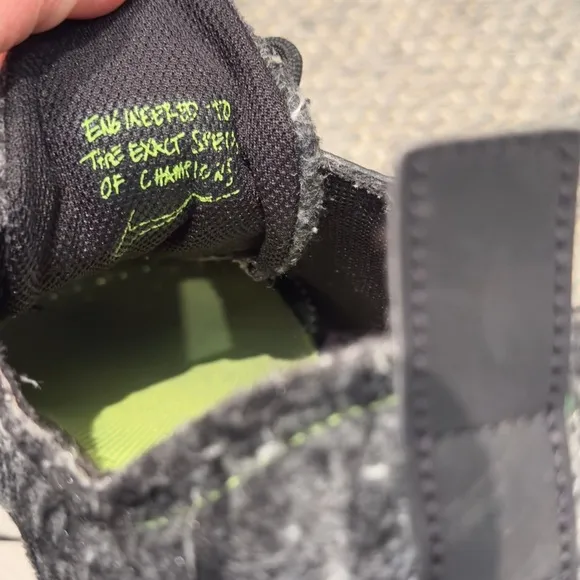 ENGINEERED TO
THE EXACT SPECS
OF CHAMPIONS